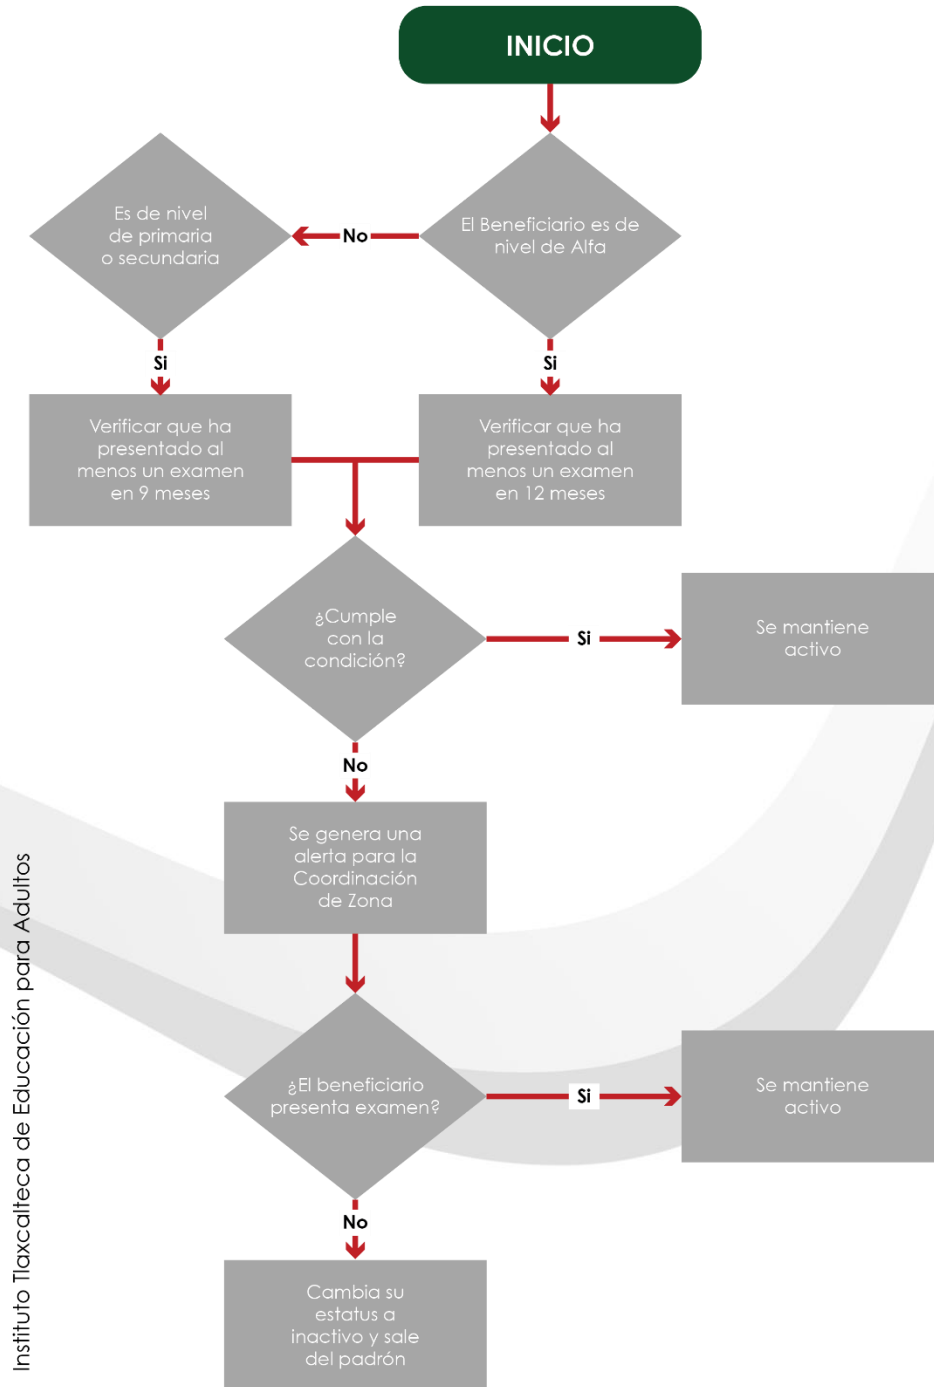 INICIO
El Beneficiario es de
nivel de Alfa
No
Es de nivel
de primaria
o secundaria
Si
Si
Verificar que ha
presentado al
menos un examen
en 9 meses
Verificar que ha
presentado al
menos un examen
en 12 meses
¿Cumple
con la
condición?
Si
Se mantiene
activo
No
Se genera una
alerta para la
Coordinación
de Zona
¿El beneficiario
presenta examen?
Si
Se mantiene
activo
No
Cambia su
estatus a
inactivo y sale
del padrón
Instituto Tlaxcalteca de Educación para Adultos